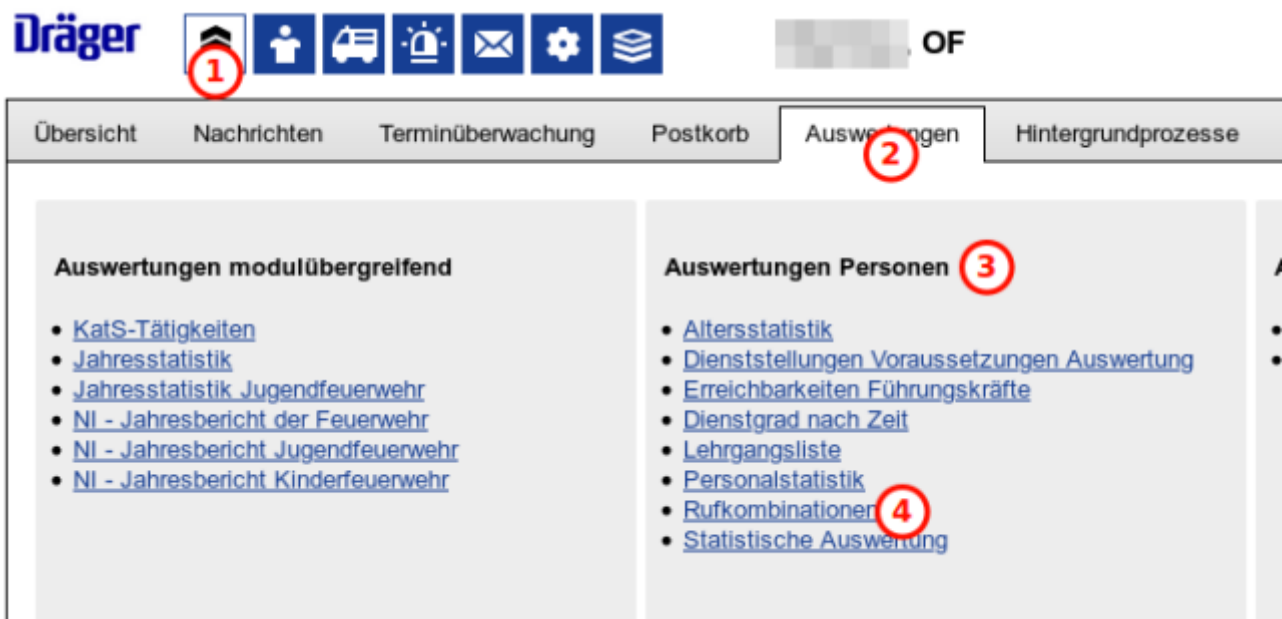 Dräger
OF
1
Übersicht Nachrichten Terminüberwachung Postkorb Auswertungen Hintergrundprozesse
2
Auswertungen modulübergreifend
KatS-Tätigkeiten
Jahresstatistik
Jahresstatistik Jugendfeuerwehr
NI - Jahresbericht der Feuerwehr
NI - Jahresbericht Jugendfeuerwehr
NI - Jahresbericht Kinderfeuerwehr
Auswertungen Personen 3
Altersstatistik
Dienststellungen Voraussetzungen Auswertung
Erreichbarkeiten Führungskräfte
Dienstgrad nach Zeit
Lehrgangsliste
Personalstatistik
Rufkombinationen 4
Statistische Auswertung